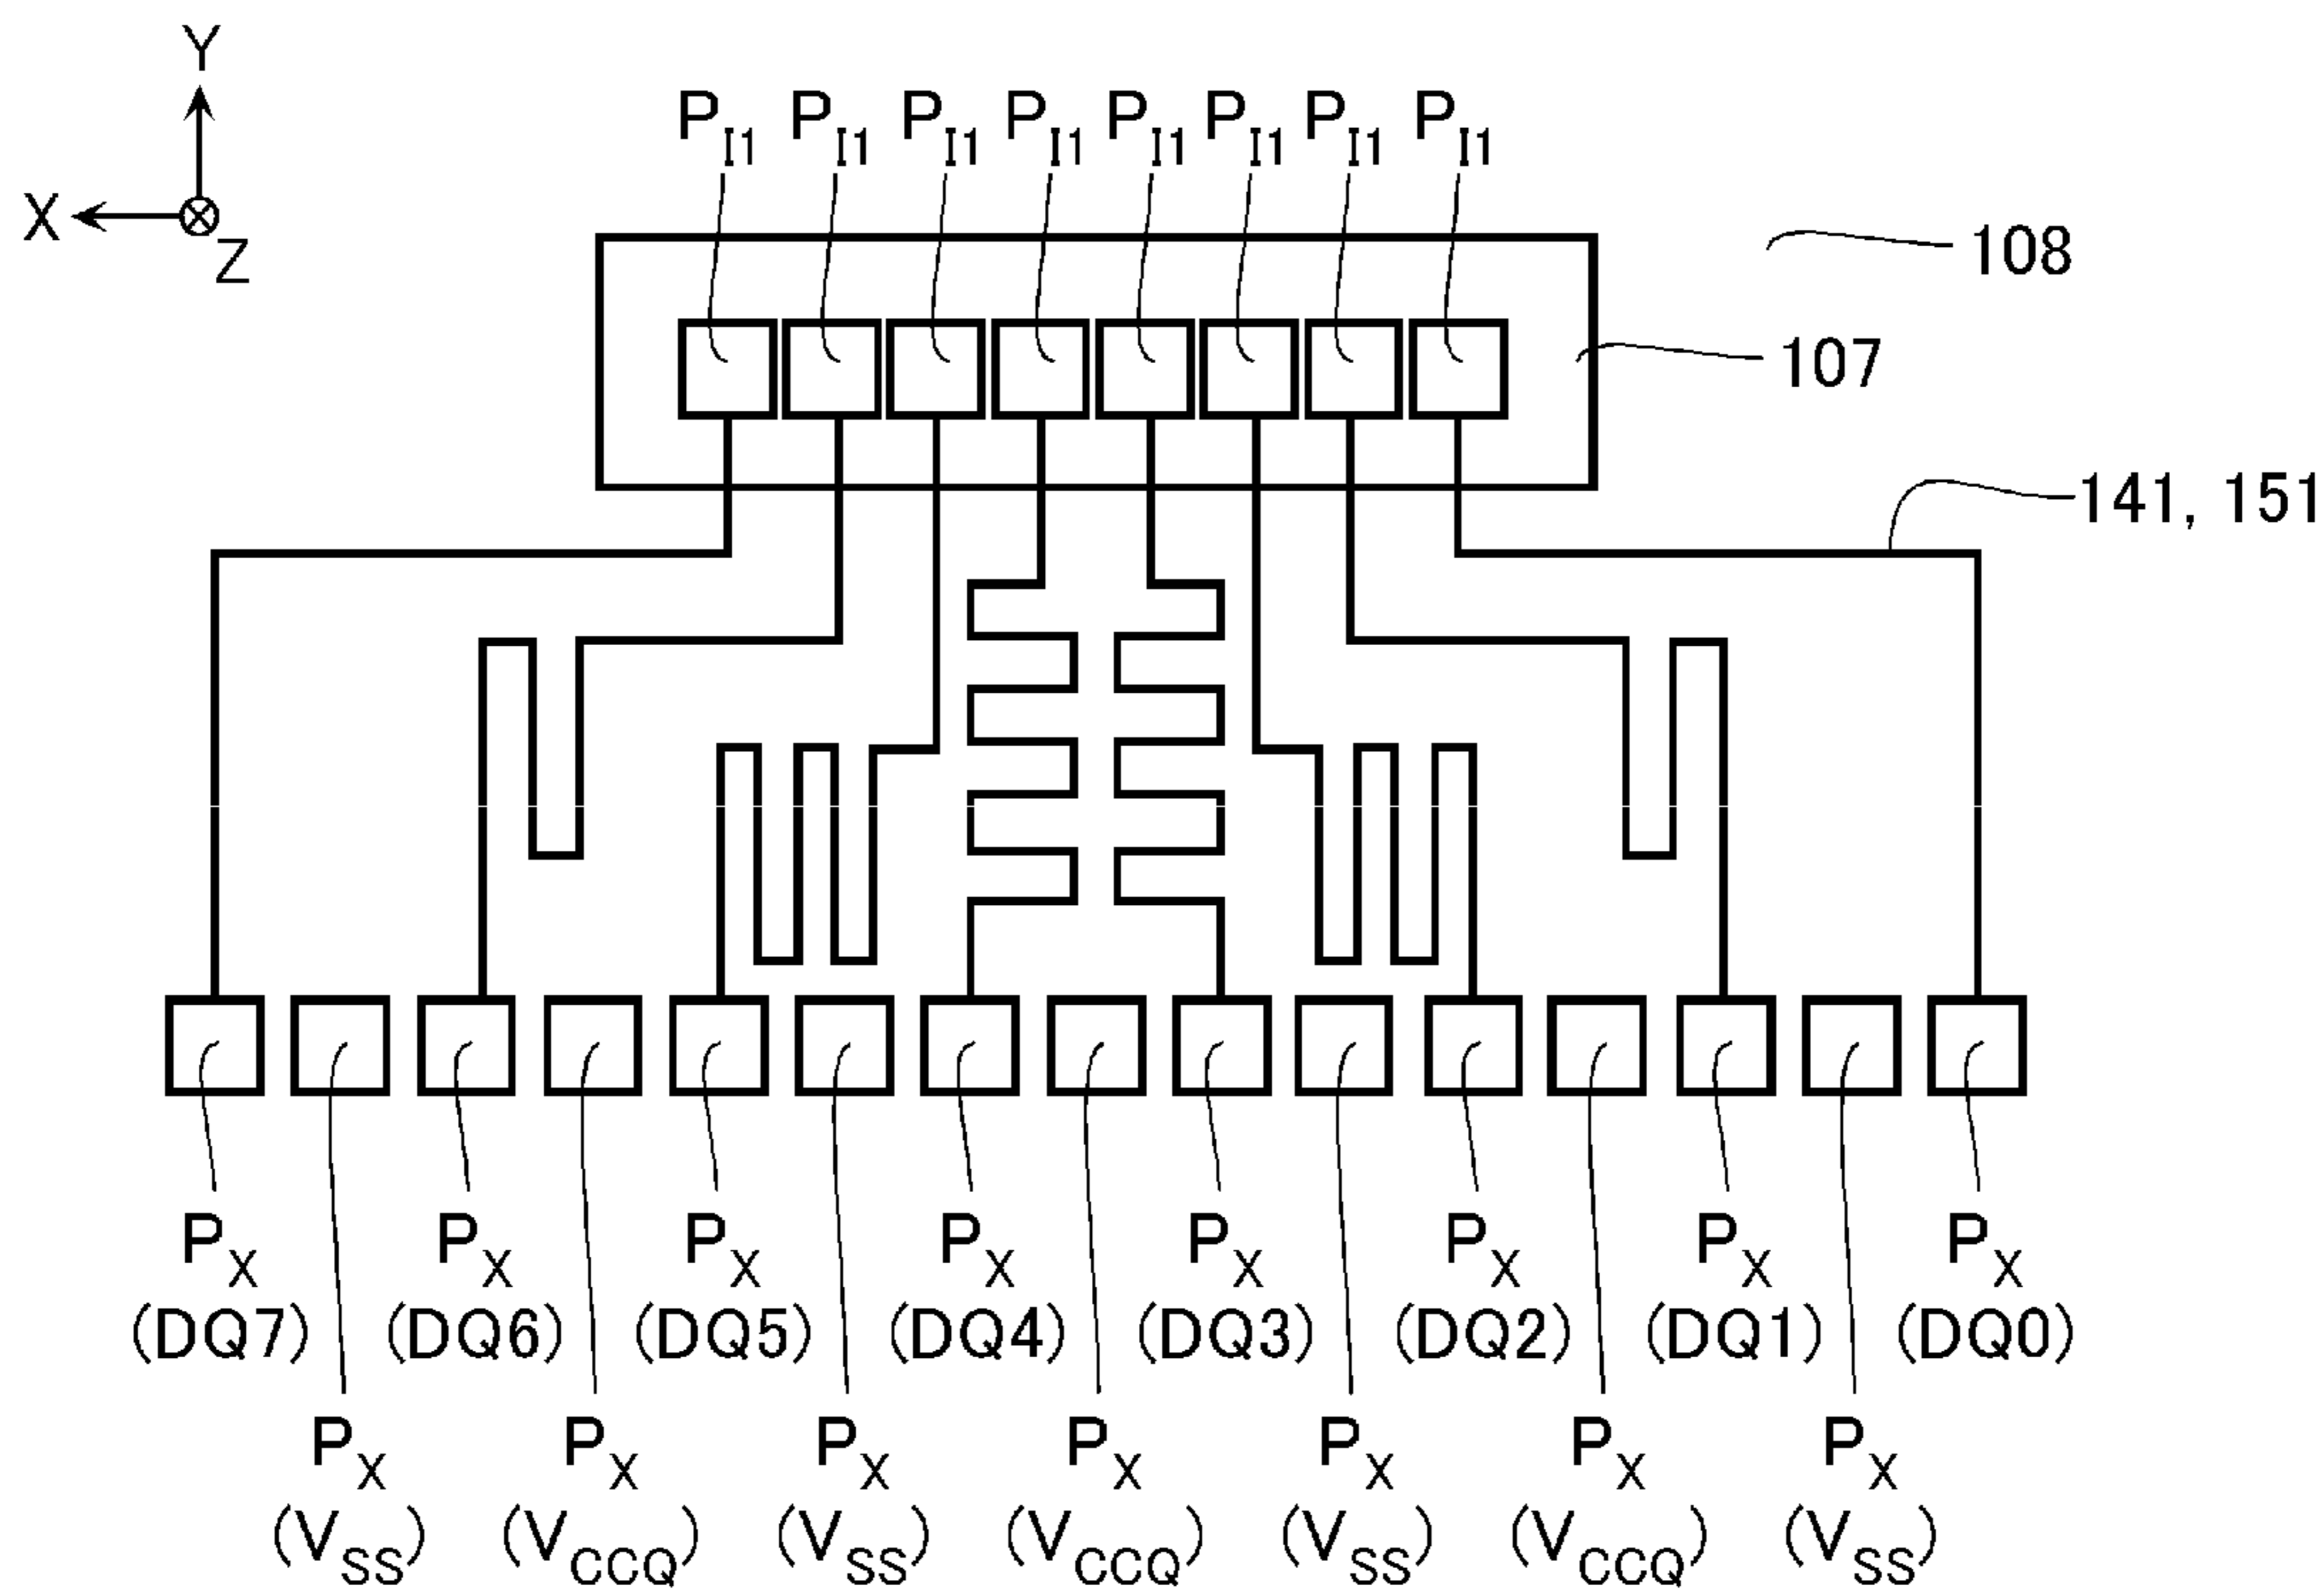 Y
X
Z
P_I1 P_I1 P_I1 P_I1 P_I1 P_I1 P_I1 P_I1
108
107
141, 151
P_X P_X P_X P_X P_X P_X P_X P_X
(DQ7) (DQ6) (DQ5) (DQ4) (DQ3) (DQ2) (DQ1) (DQ0)
P_X P_X P_X P_X P_X P_X P_X
(V_SS) (V_CCQ) (V_SS) (V_CCQ) (V_SS) (V_CCQ) (V_SS)